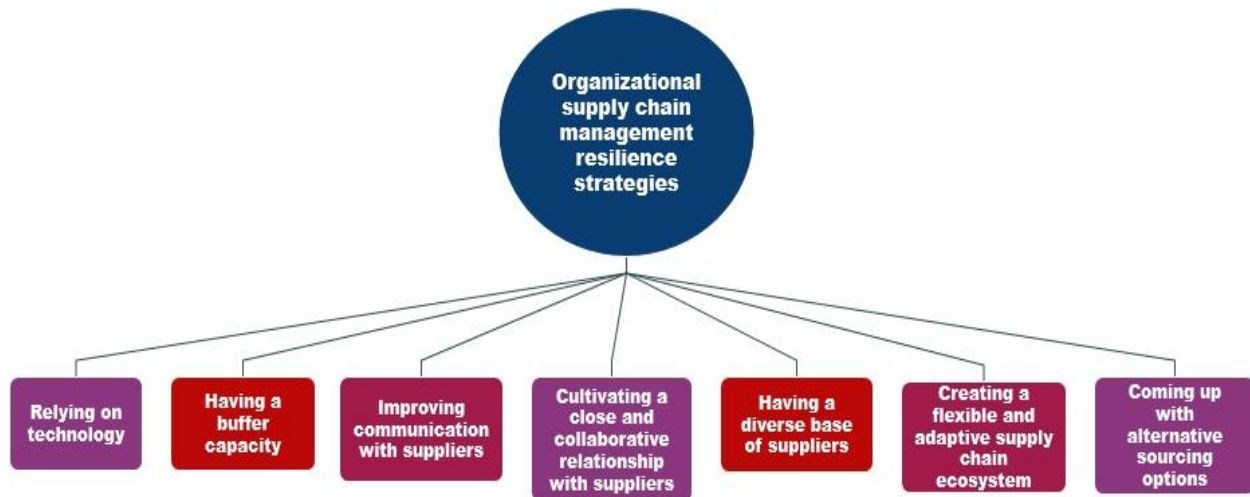 Organizational
supply chain
management
resilience
strategies
Relying on
technology
Having a
buffer
capacity
Improving
communication
with suppliers
Cultivating a
close and
collaborative
relationship
with suppliers
Having a
diverse base
of suppliers
Creating a
flexible and
adaptive supply
chain
ecosystem
Coming up
with
alternative
sourcing
options